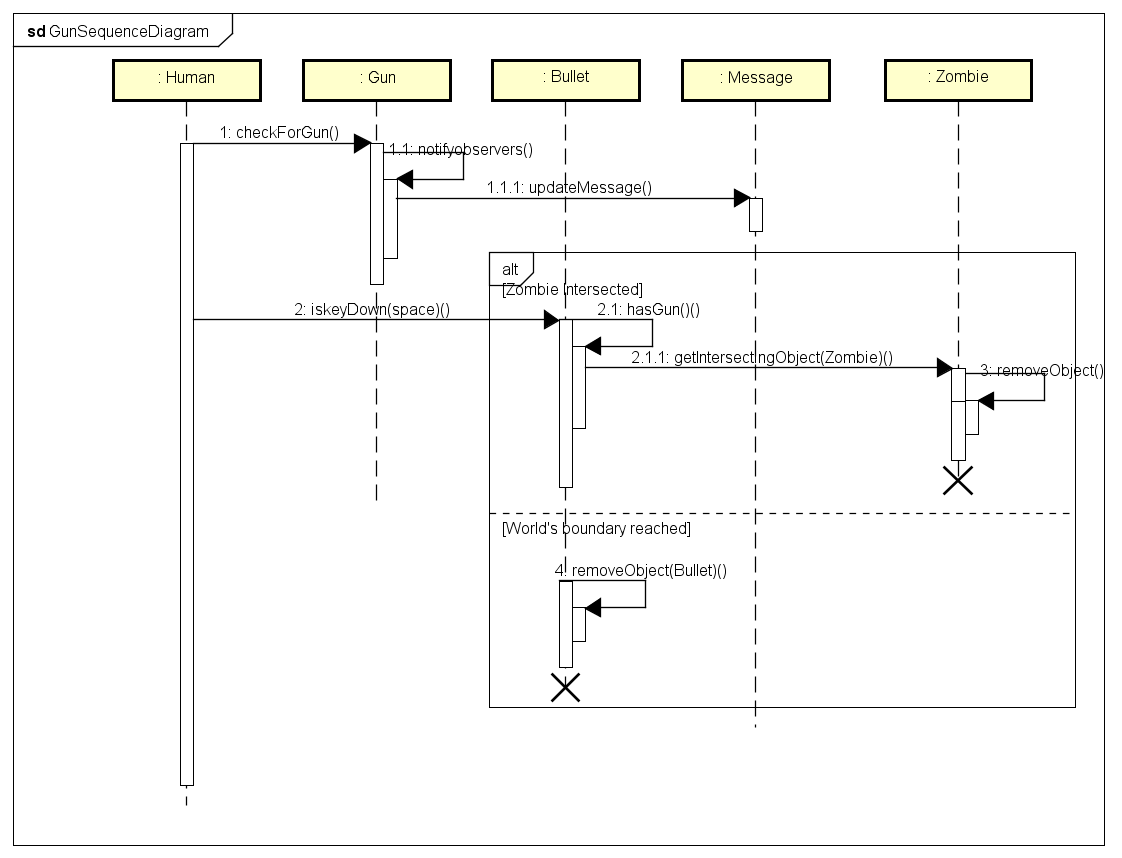 sd GunSequenceDiagram
: Human
: Gun
: Bullet
: Message
: Zombie
1: checkForGun()
1.1: notifyobservers()
1.1.1: updateMessage()
alt
[Zombie Intersected]
2: iskeyDown(space)()
2.1: hasGun()()
2.1.1: getIntersectingObject(Zombie)()
3: removeObject()
[World's boundary reached]
4: removeObject(Bullet)()